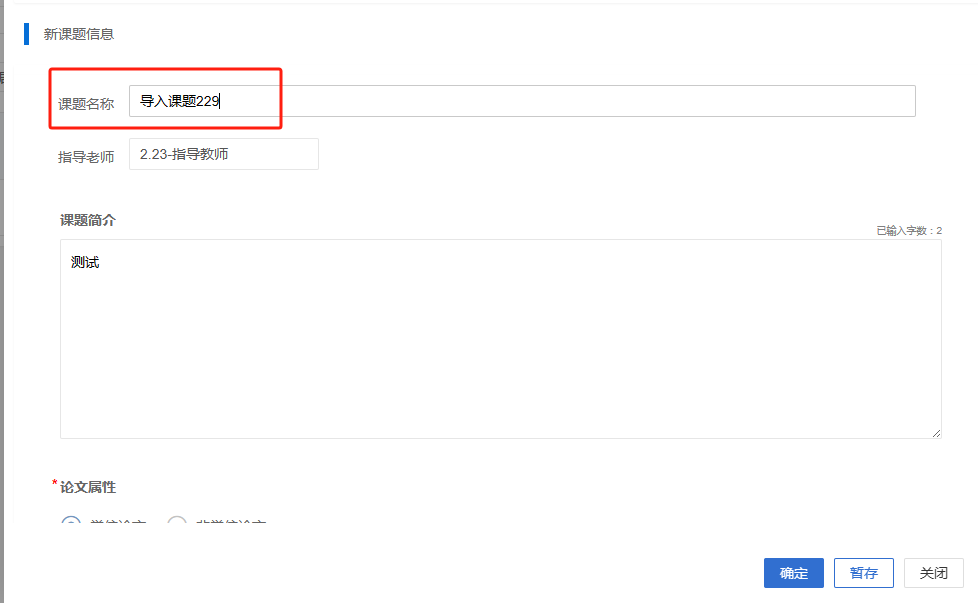 新课题信息
课题名称 导入课题229
指导老师 2.23-指导教师
课题简介
已输入字数：2
测试
*论文属性
确定 暂存 关闭